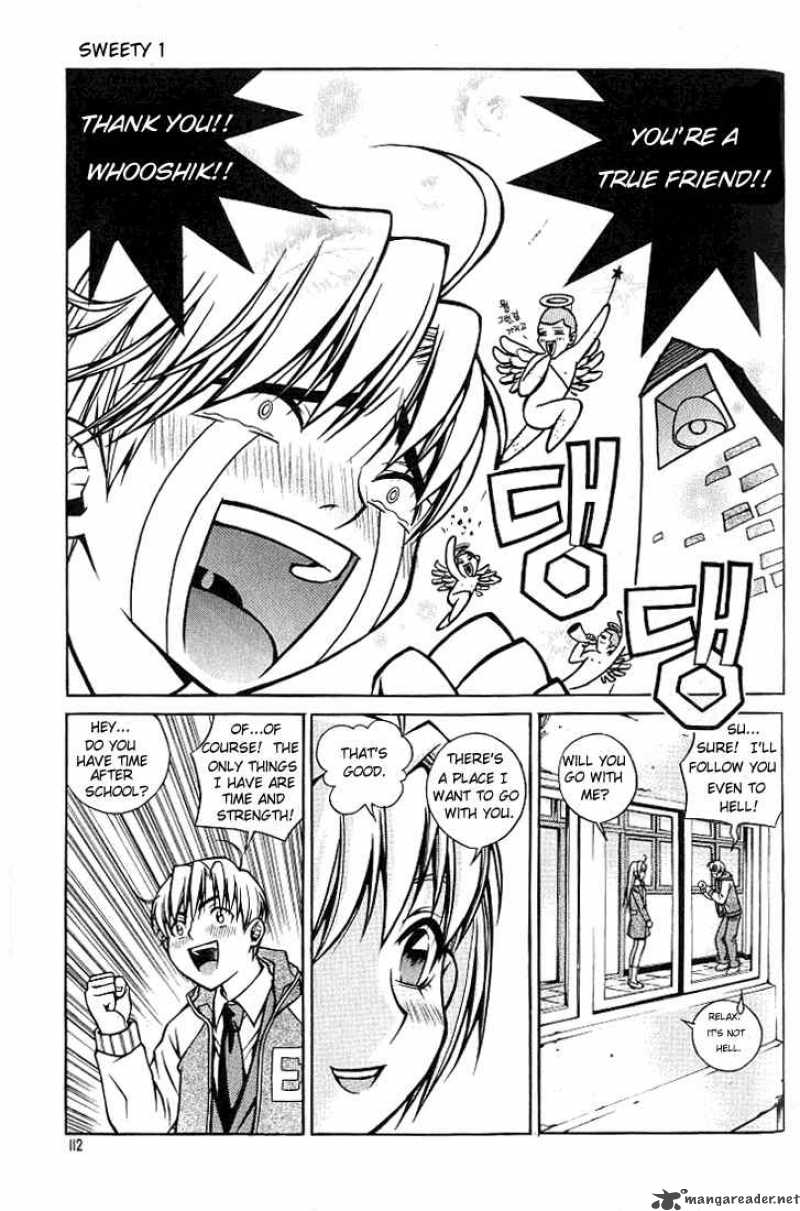 SWEETY 1
THANK YOU!!
WHOOSHIK!!
YOU'RE A
TRUE FRIEND!!
댕
댕
HEY...
DO YOU
HAVE TIME
AFTER
SCHOOL?
OF...OF
COURSE! THE
ONLY THINGS
I HAVE ARE
TIME AND
STRENGTH!
E
THAT'S
GOOD.
THERE'S
A PLACE I
WANT TO GO
WITH YOU.
WILL YOU
GO WITH
ME?
SU...
SURE! I'LL
FOLLOW YOU
EVEN TO
HELL!
RELAX.
IT'S NOT
HELL.
112
mangareader.net